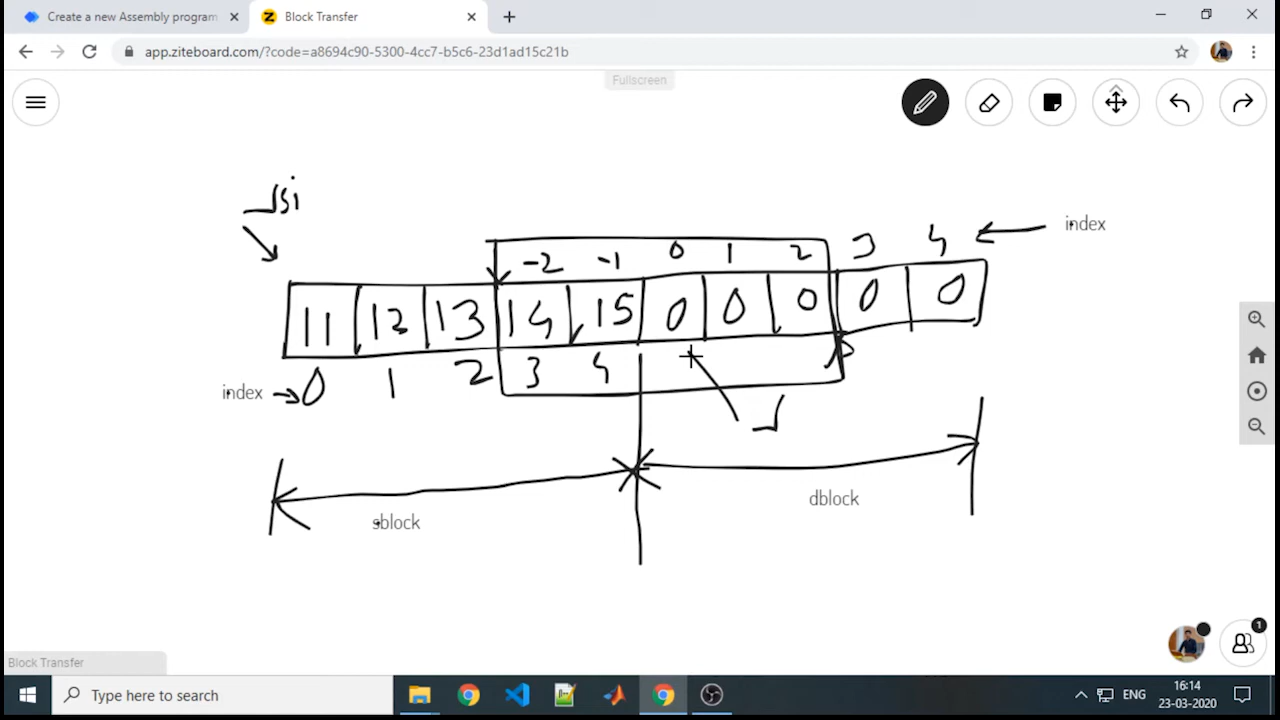 Create a new Assembly program
Block Transfer
app.ziteboard.com/?code=a8694c90-5300-4cc7-b5c6-23d1ad15c21b
Fullscreen
si
index
-2 -1 0 1 2 3 4
11 12 13 14 15 0 0 0 0 0
index 0 1 2 3 4
sblock
dblock
1
Block Transfer
Type here to search
ENG
16:14
23-03-2020